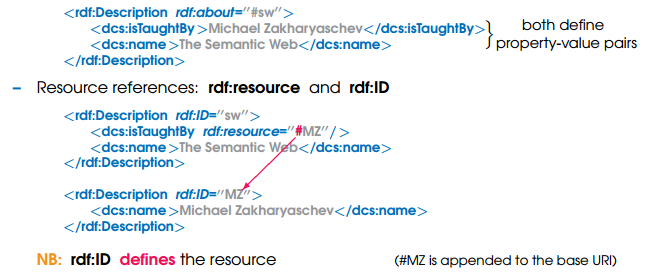 <rdf:Description rdf:about="#sw">
<dcs:isTaughtBy >Michael Zakharyaschev</dcs:isTaughtBy>
<dcs:name>The Semantic Web</dcs:name>
</rdf:Description>
both define
property-value pairs
– Resource references: rdf:resource and rdf:ID
<rdf:Description rdf:ID="sw">
<dcs:isTaughtBy rdf:resource="#MZ"/>
<dcs:name>The Semantic Web</dcs:name>
</rdf:Description>
<rdf:Description rdf:ID="MZ">
<dcs:name>Michael Zakharyaschev</dcs:name>
</rdf:Description>
NB: rdf:ID defines the resource (#MZ is appended to the base URI)